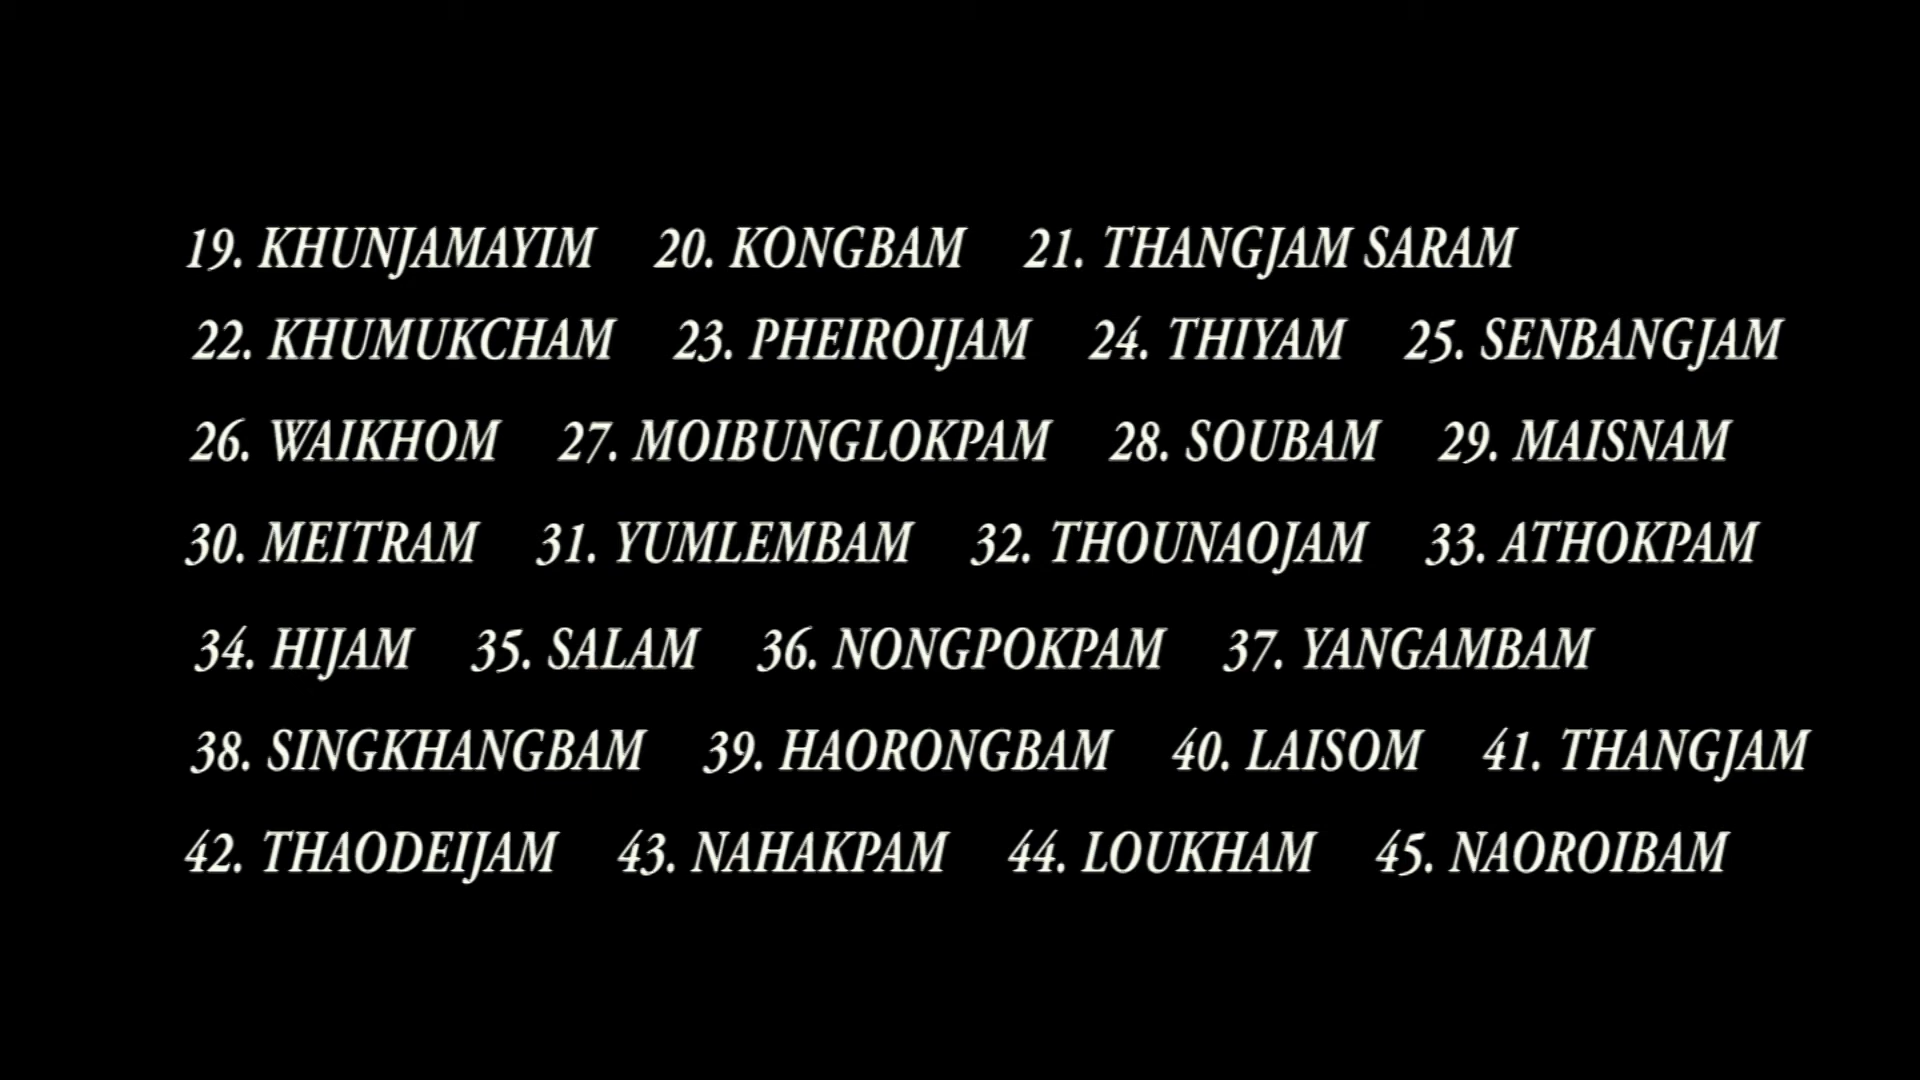 19. KHUNJAMAYIM 20. KONGBAM 21. THANGJAM SARAM
22. KHUMUKCHAM 23. PHEIROIJAM 24. THIYAM 25. SENBANGJAM
26. WAIKHOM 27. MOIBUNGLOKPAM 28. SOUBAM 29. MAISNAM
30. MEITRAM 31. YUMLEMBAM 32. THOUNAOJAM 33. ATHOKPAM
34. HIJAM 35. SALAM 36. NONGPOKPAM 37. YANGAMBAM
38. SINGKHANGBAM 39. HAORONGBAM 40. LAISOM 41. THANGJAM
42. THAODEIJAM 43. NAHAKPAM 44. LOUKHAM 45. NAOROIBAM